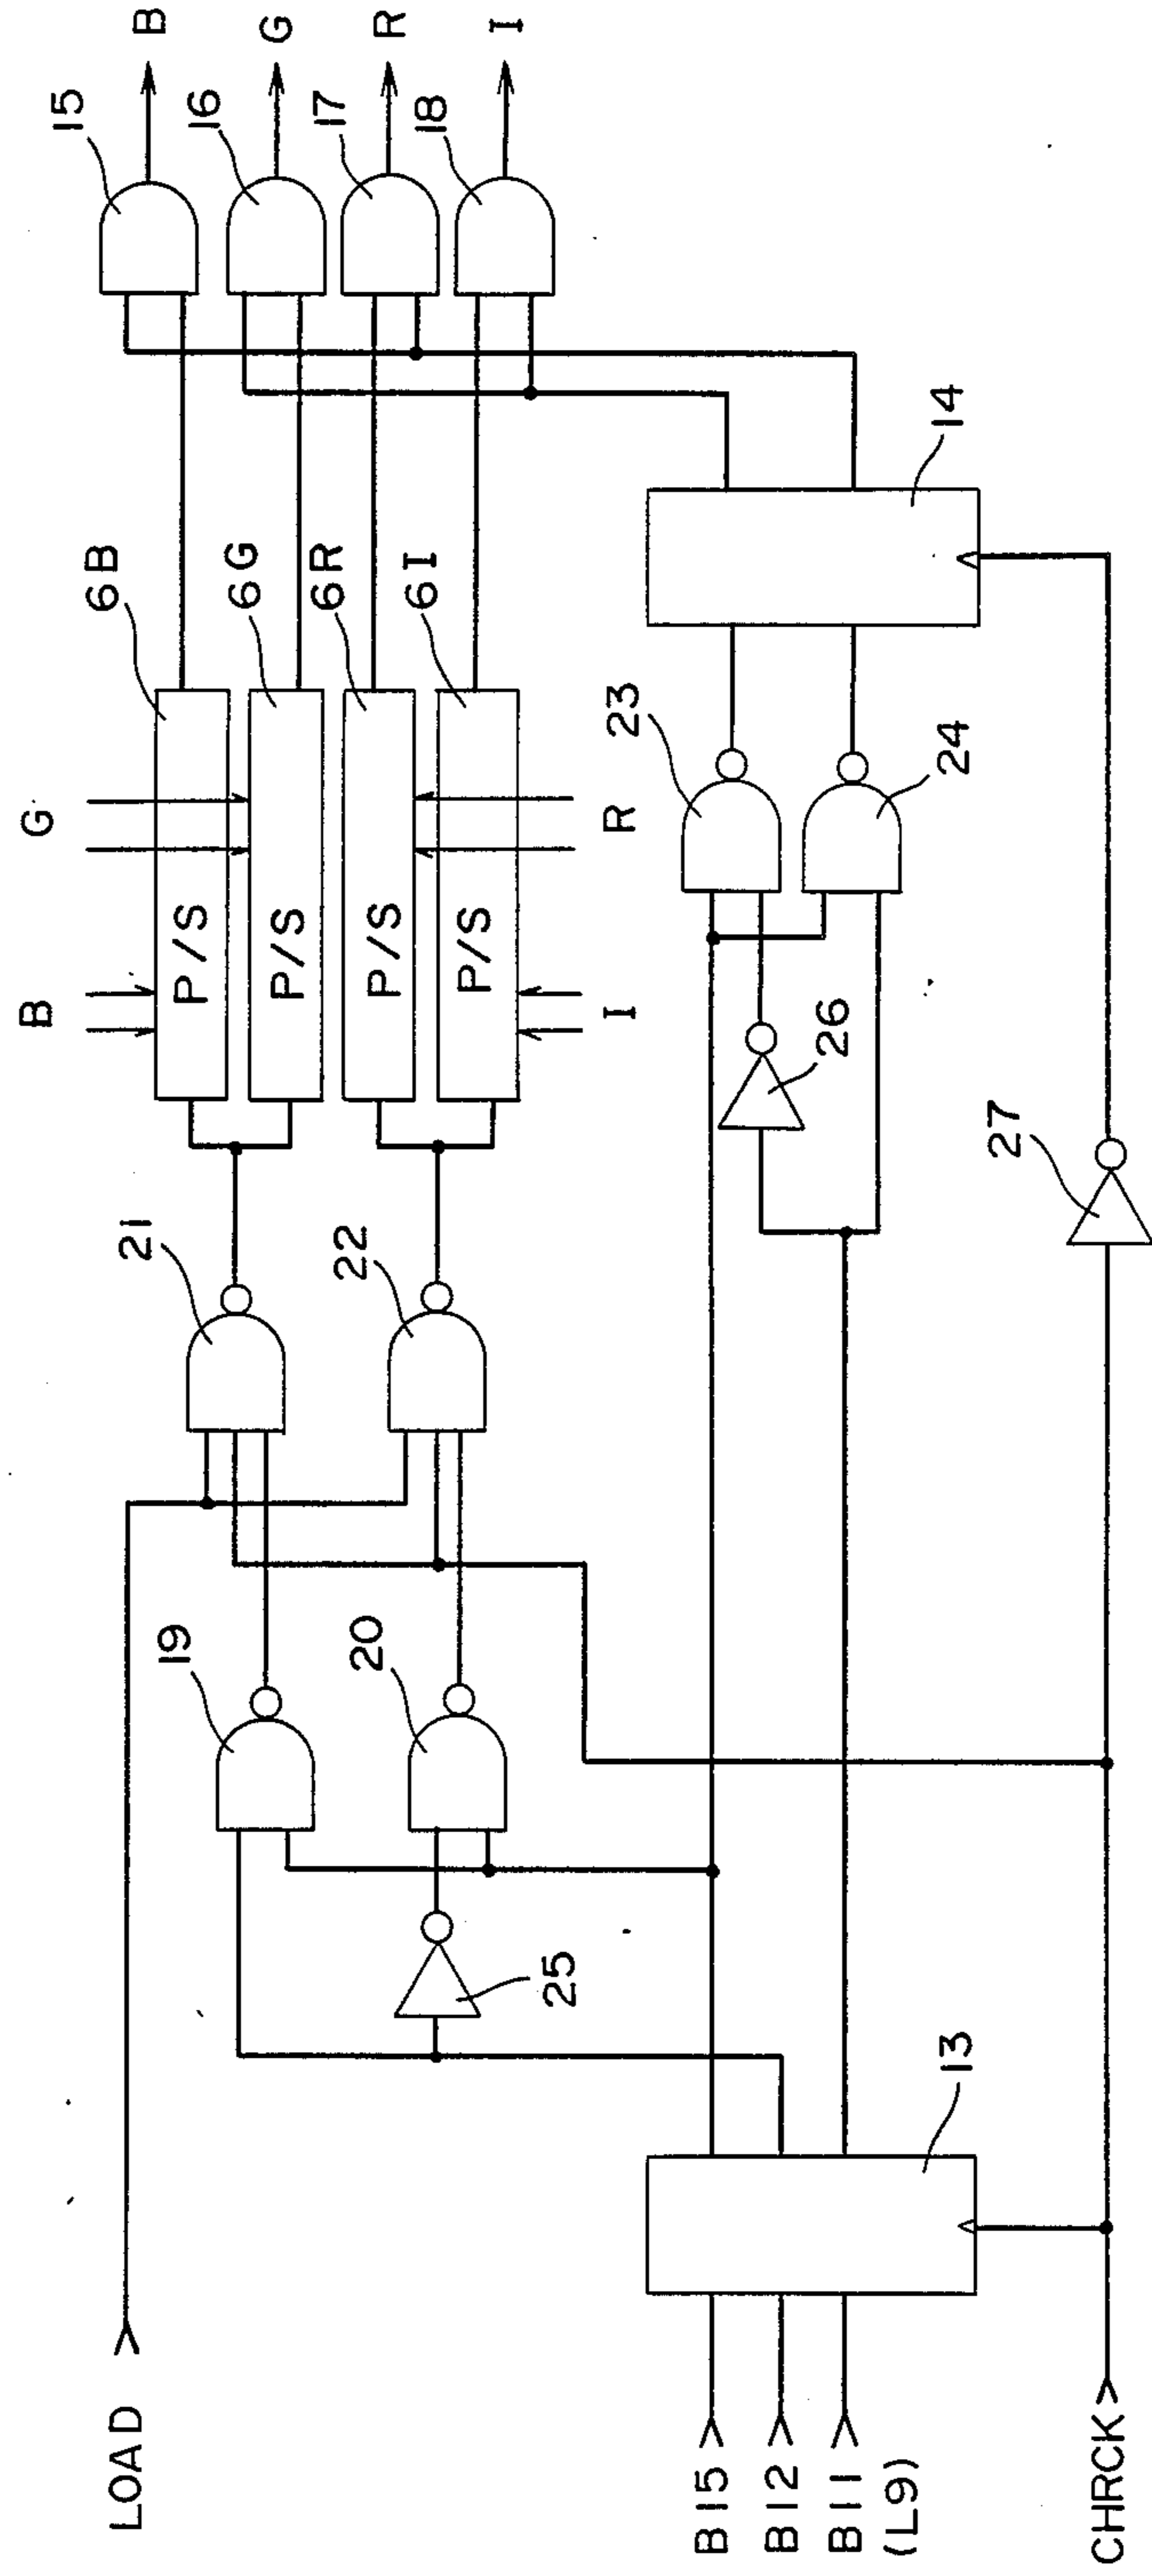 B
G
R
I
15
16
17
18
6B
6G
6R
6I
G
B
P/S
P/S
P/S
P/S
R
I
14
23
24
26
27
21
22
19
20
25
13
LOAD
B15
B12
B11
(L9)
CHRCK